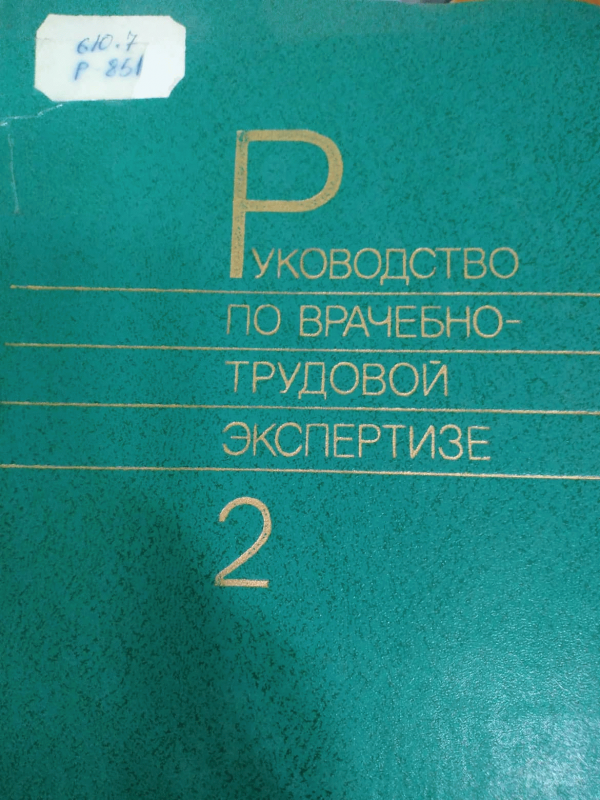 610.7
Р 851
РУКОВОДСТВО
ПО ВРАЧЕБНО-
ТРУДОВОЙ
ЭКСПЕРТИЗЕ
2